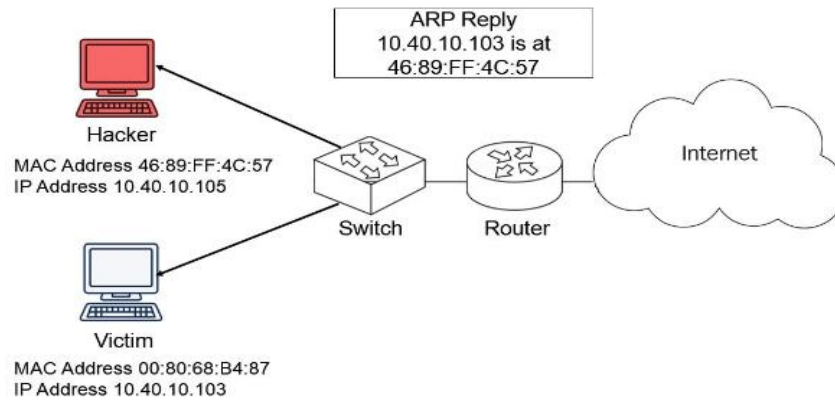 ARP Reply
10.40.10.103 is at
46:89:FF:4C:57
Hacker
MAC Address 46:89:FF:4C:57
IP Address 10.40.10.105
Internet
Switch
Router
Victim
MAC Address 00:80:68:B4:87
IP Address 10.40.10.103